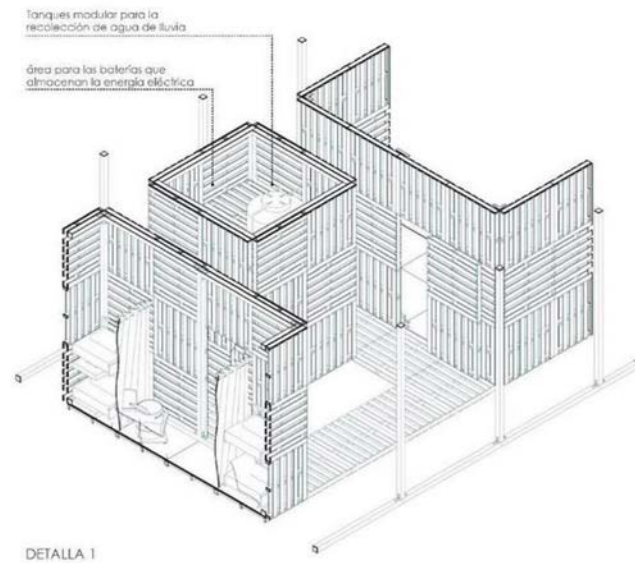 Tanques modular para la
recolección de agua de lluvia
área para las baterías que
almacenan la energía eléctrica
DETALLA 1